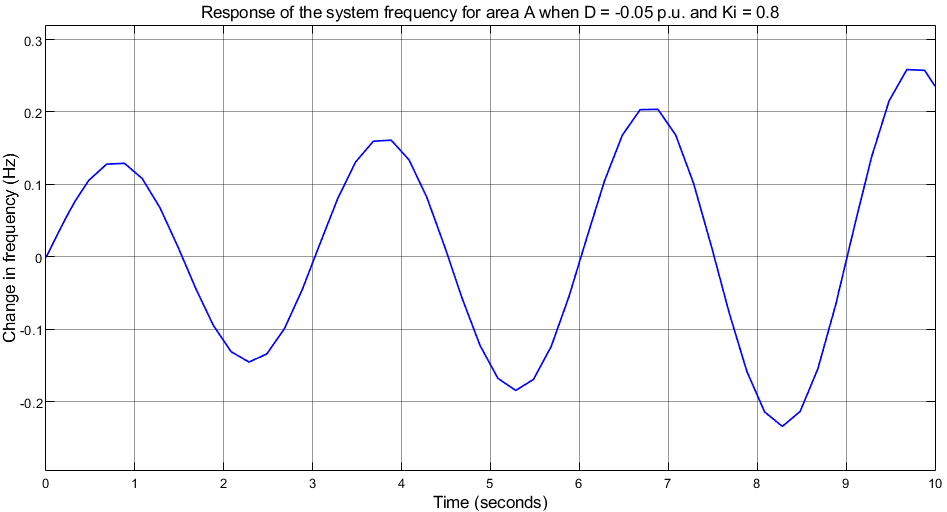 Response of the system frequency for area A when D = -0.05 p.u. and Ki = 0.8
Change in frequency (Hz)
0.3
0.2
0.1
0
-0.1
-0.2
0 1 2 3 4 5 6 7 8 9 10
Time (seconds)